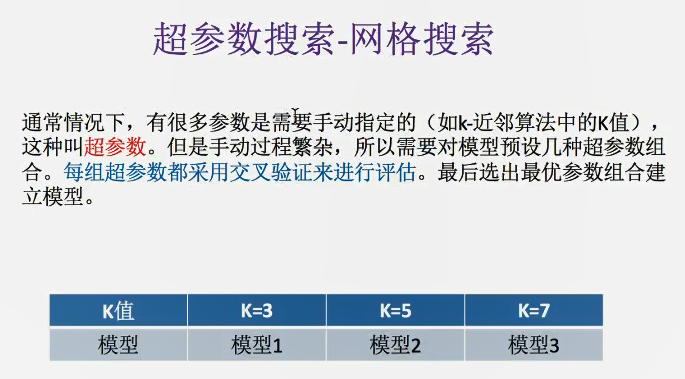 超参数搜索-网格搜索
通常情况下，有很多参数是需要手动指定的（如k-近邻算法中的K值），
这种叫超参数。但是手动过程繁杂，所以需要对模型预设几种超参数组
合。每组超参数都采用交叉验证来进行评估。最后选出最优参数组合建
立模型。
K值 K=3 K=5 K=7
模型 模型1 模型2 模型3